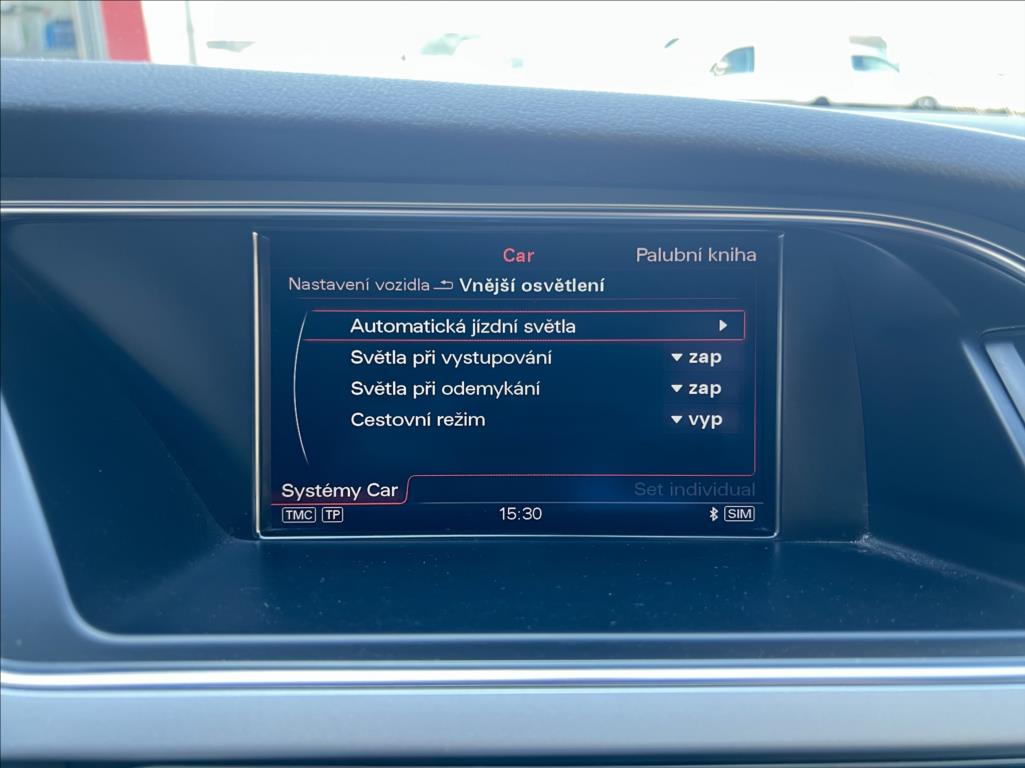 Car Palubní kniha
Nastavení vozidla Vnější osvětlení
Automatická jízdní světla
Světla při vystupování zap
Světla při odemykání zap
Cestovní režim vyp
Systémy Car Set individual
TMC TP 15:30 SIM